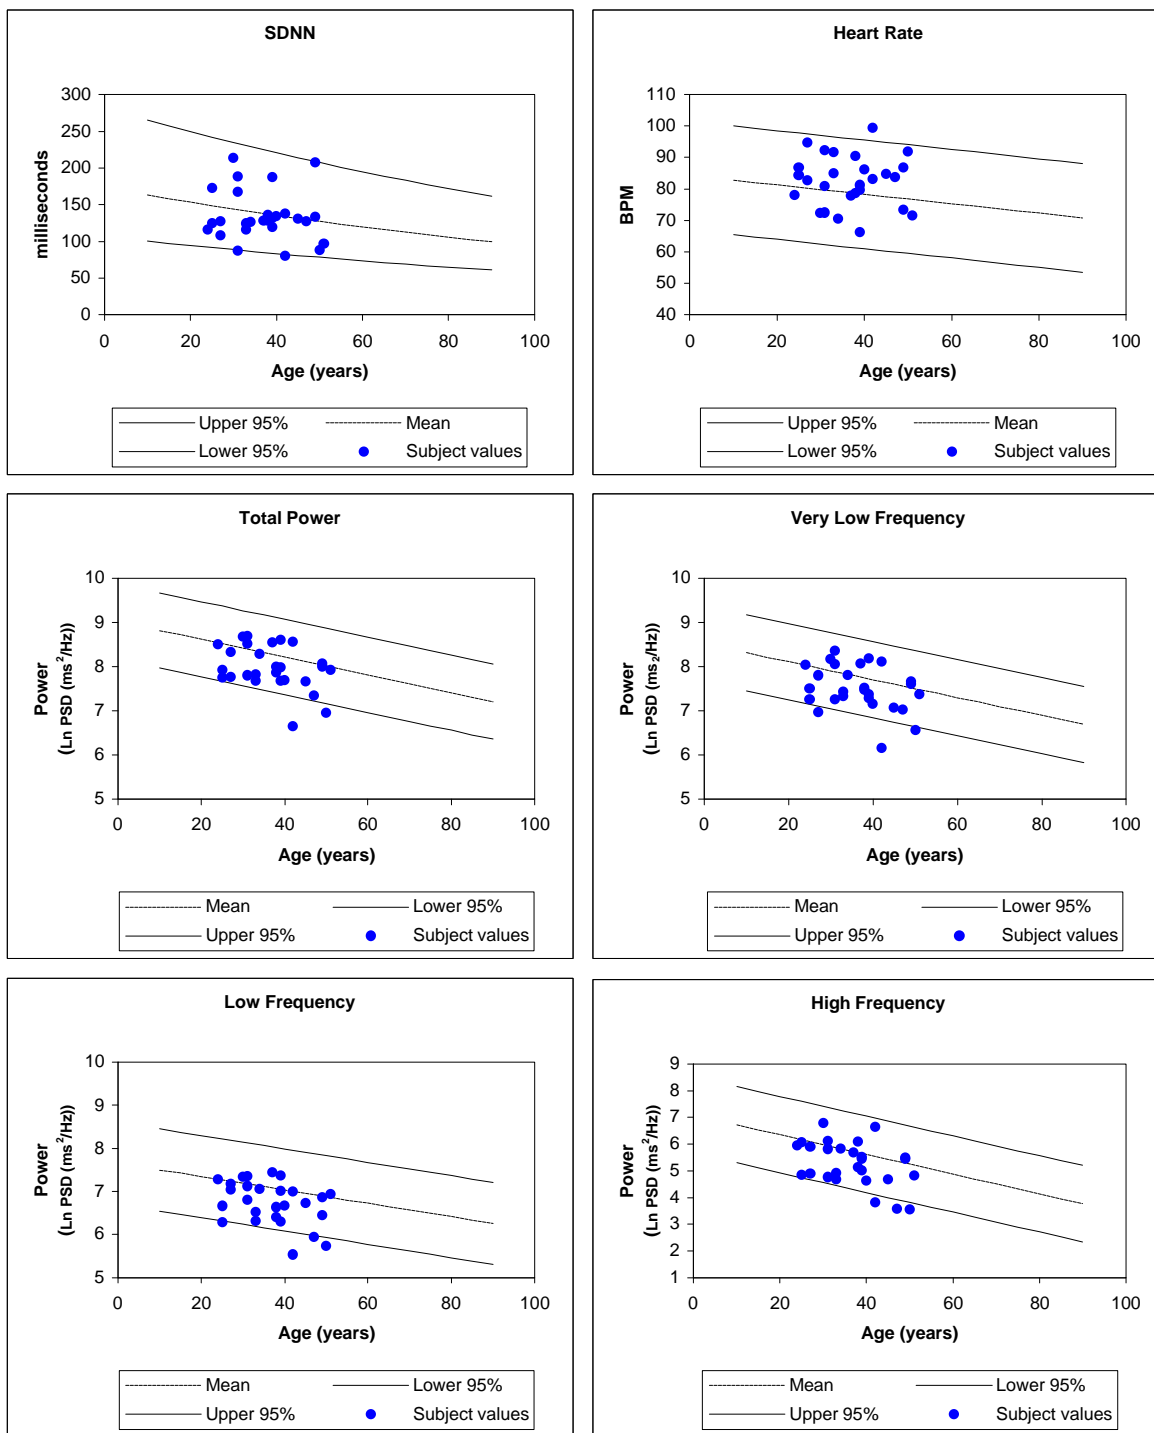 SDNN
300
250
200
150
100
50
0
milliseconds
0 20 40 60 80 100
Age (years)
Upper 95% Mean
Lower 95% Subject values
Heart Rate
110
100
90
80
70
60
50
40
BPM
0 20 40 60 80 100
Age (years)
Upper 95% Mean
Lower 95% Subject values
Total Power
10
9
8
7
6
5
Power
(Ln PSD (ms²/Hz))
0 20 40 60 80 100
Age (years)
Mean Lower 95%
Upper 95% Subject values
Very Low Frequency
10
9
8
7
6
5
Power
(Ln PSD (ms₂/Hz))
0 20 40 60 80 100
Age (years)
Mean Lower 95%
Upper 95% Subject values
Low Frequency
10
9
8
7
6
5
Power
(Ln PSD (ms²/Hz))
0 20 40 60 80 100
Age (years)
Mean Lower 95%
Upper 95% Subject values
High Frequency
9
8
7
6
5
4
3
2
1
Power
(Ln PSD (ms²/Hz))
0 20 40 60 80 100
Age (years)
Mean Lower 95%
Upper 95% Subject values